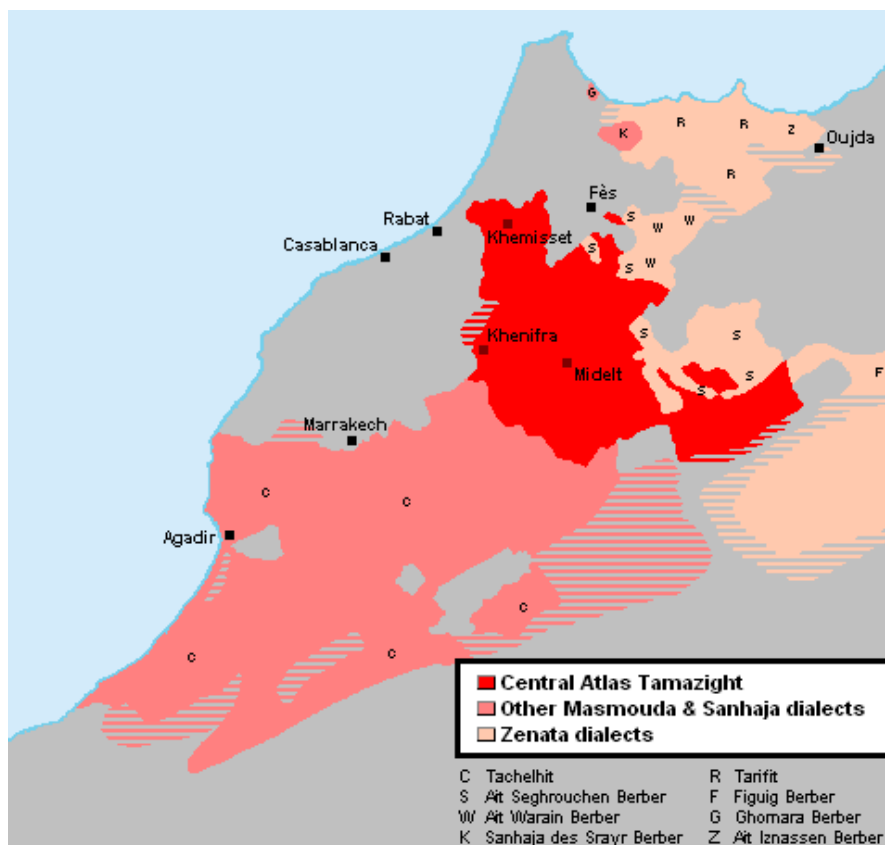 G
R
R
Z
K
Oujda
R
Fès
S
W
W
Rabat
Khemisset
Casablanca
S
S
W
Khenifra
S
S
Midelt
S
S
F
Marrakech
C
C
Agadir
C
C
C
Central Atlas Tamazight
Other Masmouda & Sanhaja dialects
Zenata dialects
C Tachelhit
S Ait Seghrouchen Berber
W Ait Warain Berber
K Sanhaja des Srayr Berber
R Tarifit
F Figuig Berber
G Ghomara Berber
Z Ait Iznassen Berber